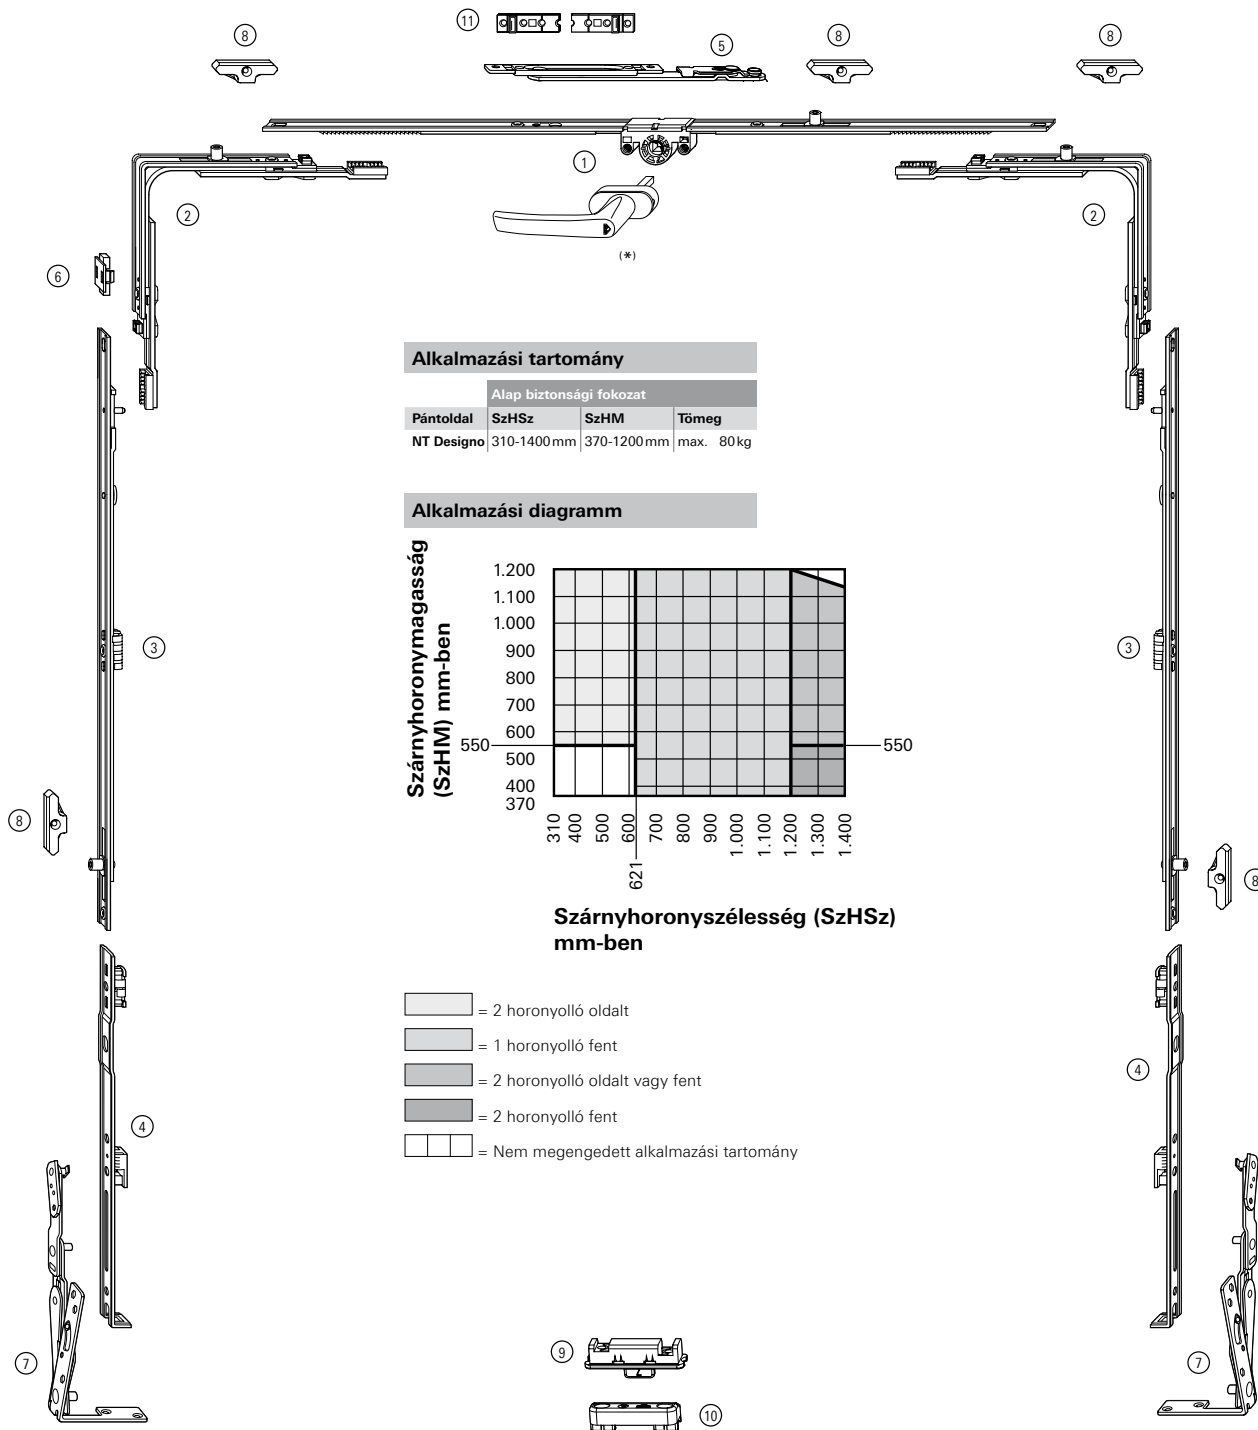 11
8
5
8
8
1
2
2
(*)
6
Alkalmazási tartomány
Alap biztonsági fokozat
Pántoldal SzHSz SzHM Tömeg
NT Designo 310-1400 mm 370-1200 mm max. 80 kg
Alkalmazási diagramm
Szárnyhoronymagasság
(SzHM) mm-ben
1.200
1.100
1.000
900
800
700
600
550
550
500
400
370
310 400 500 600 700 800 900 1.000 1.100 1.200 1.300 1.400
621
Szárnyhoronyszélesség (SzHSz)
mm-ben
3
3
8
8
= 2 horonyolló oldalt
= 1 horonyolló fent
= 2 horonyolló oldalt vagy fent
= 2 horonyolló fent
= Nem megengedett alkalmazási tartomány
4
4
7
7
9
10